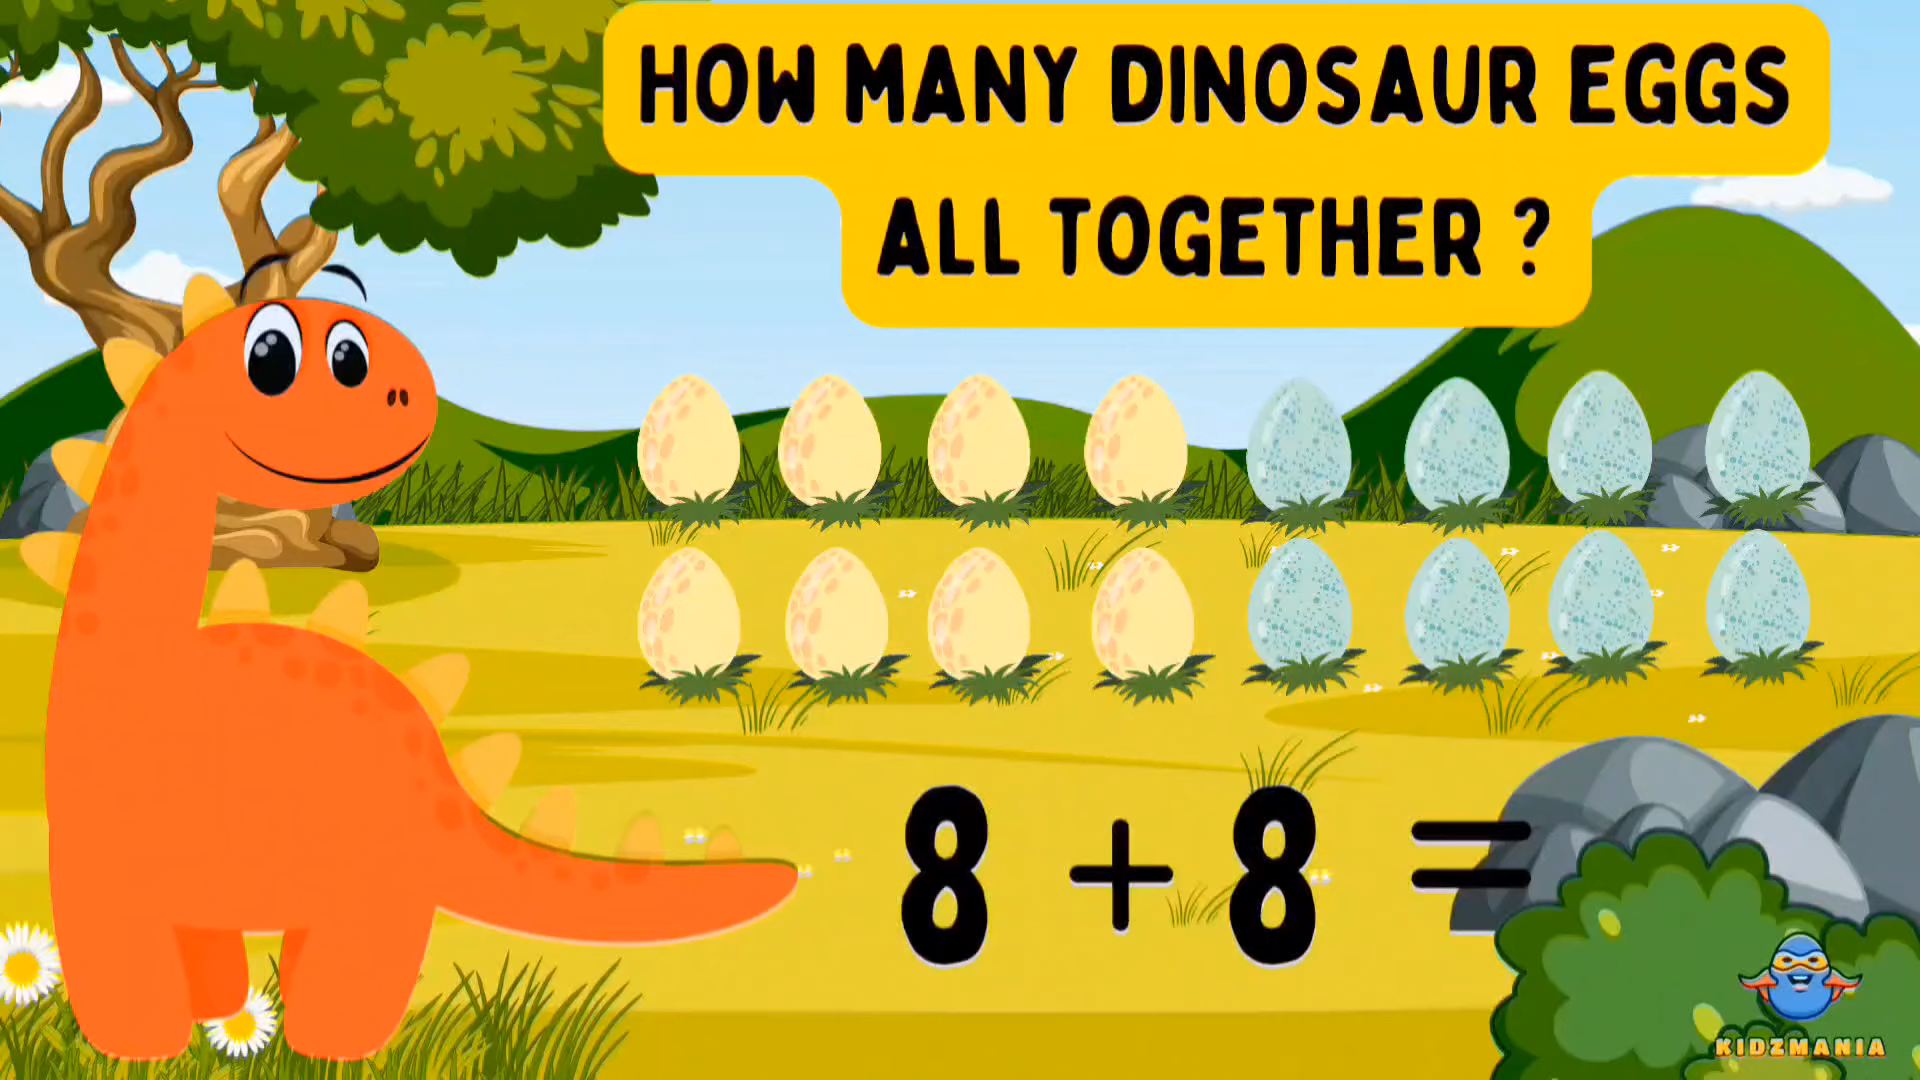 HOW MANY DINOSAUR EGGS
ALL TOGETHER ?
8 + 8 =
KIDZMANIA